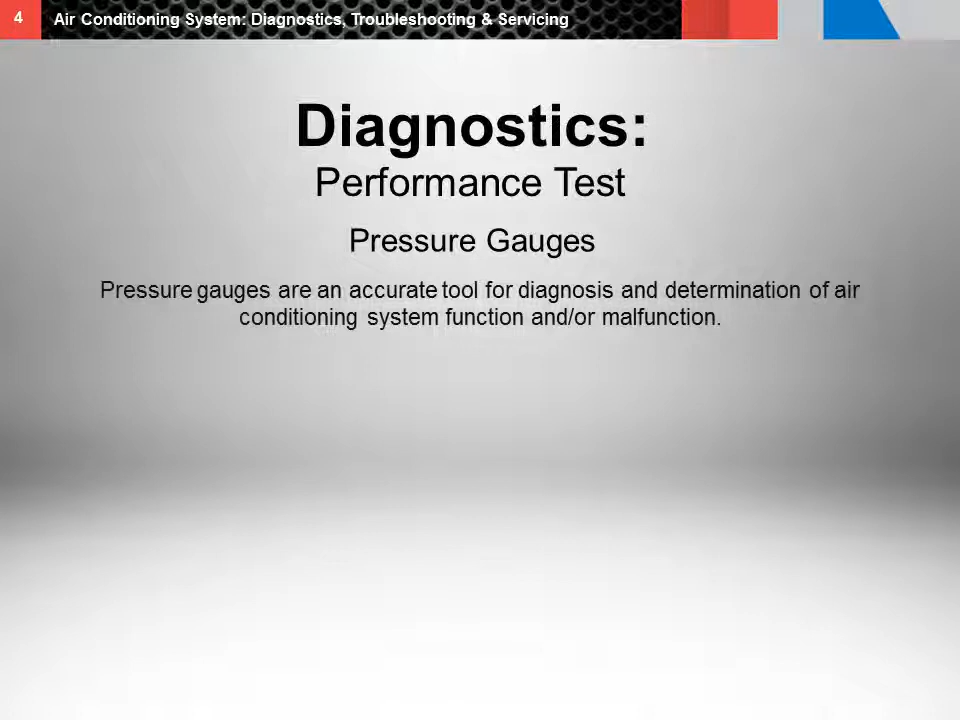 4
Air Conditioning System: Diagnostics, Troubleshooting & Servicing
Diagnostics:
Performance Test
Pressure Gauges
Pressure gauges are an accurate tool for diagnosis and determination of air
conditioning system function and/or malfunction.